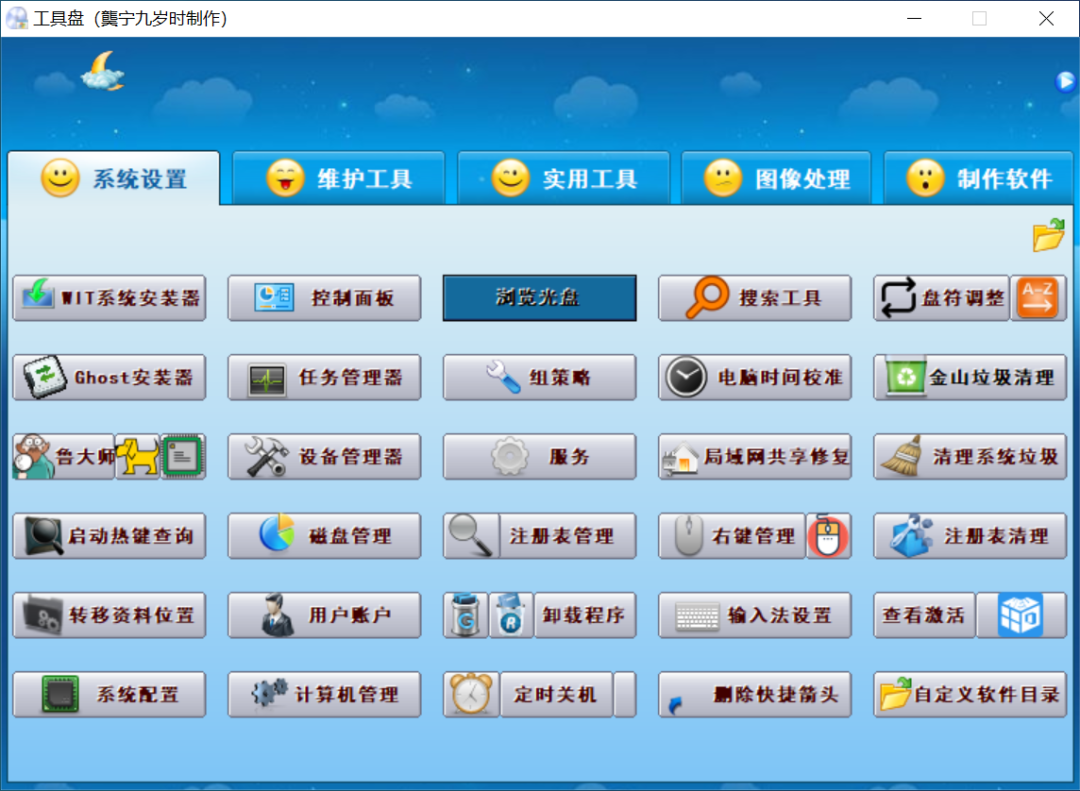 工具盘（龔宁九岁时制作）
系统设置 维护工具 实用工具 图像处理 制作软件
WIT系统安装器 控制面板 浏览光盘 搜索工具 盘符调整 A-Z
Ghost安装器 任务管理器 组策略 电脑时间校准 金山垃圾清理
鲁大师 设备管理器 服务 局域网共享修复 清理系统垃圾
启动热键查询 磁盘管理 注册表管理 右键管理 注册表清理
转移资料位置 用户账户 G R 卸载程序 输入法设置 查看激活
系统配置 计算机管理 定时关机 删除快捷箭头 自定义软件目录